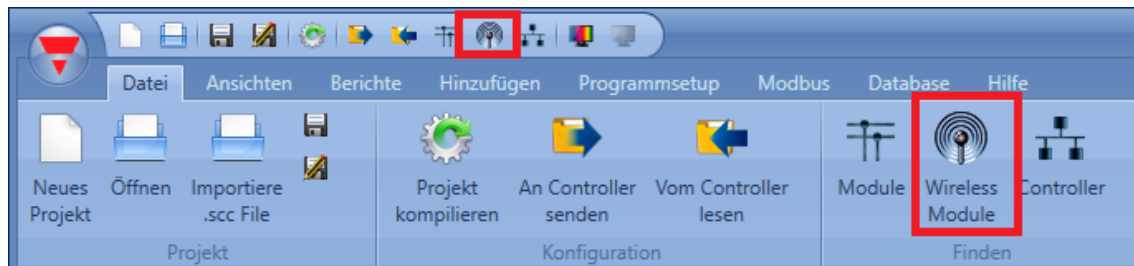 Datei Ansichten Berichte Hinzufügen Programmsetup Modbus Database Hilfe
Neues Projekt
Öffnen
Importiere .scc File
Projekt kompilieren
An Controller senden
Vom Controller lesen
Module
Wireless Module
Controller
Projekt
Konfiguration
Finden